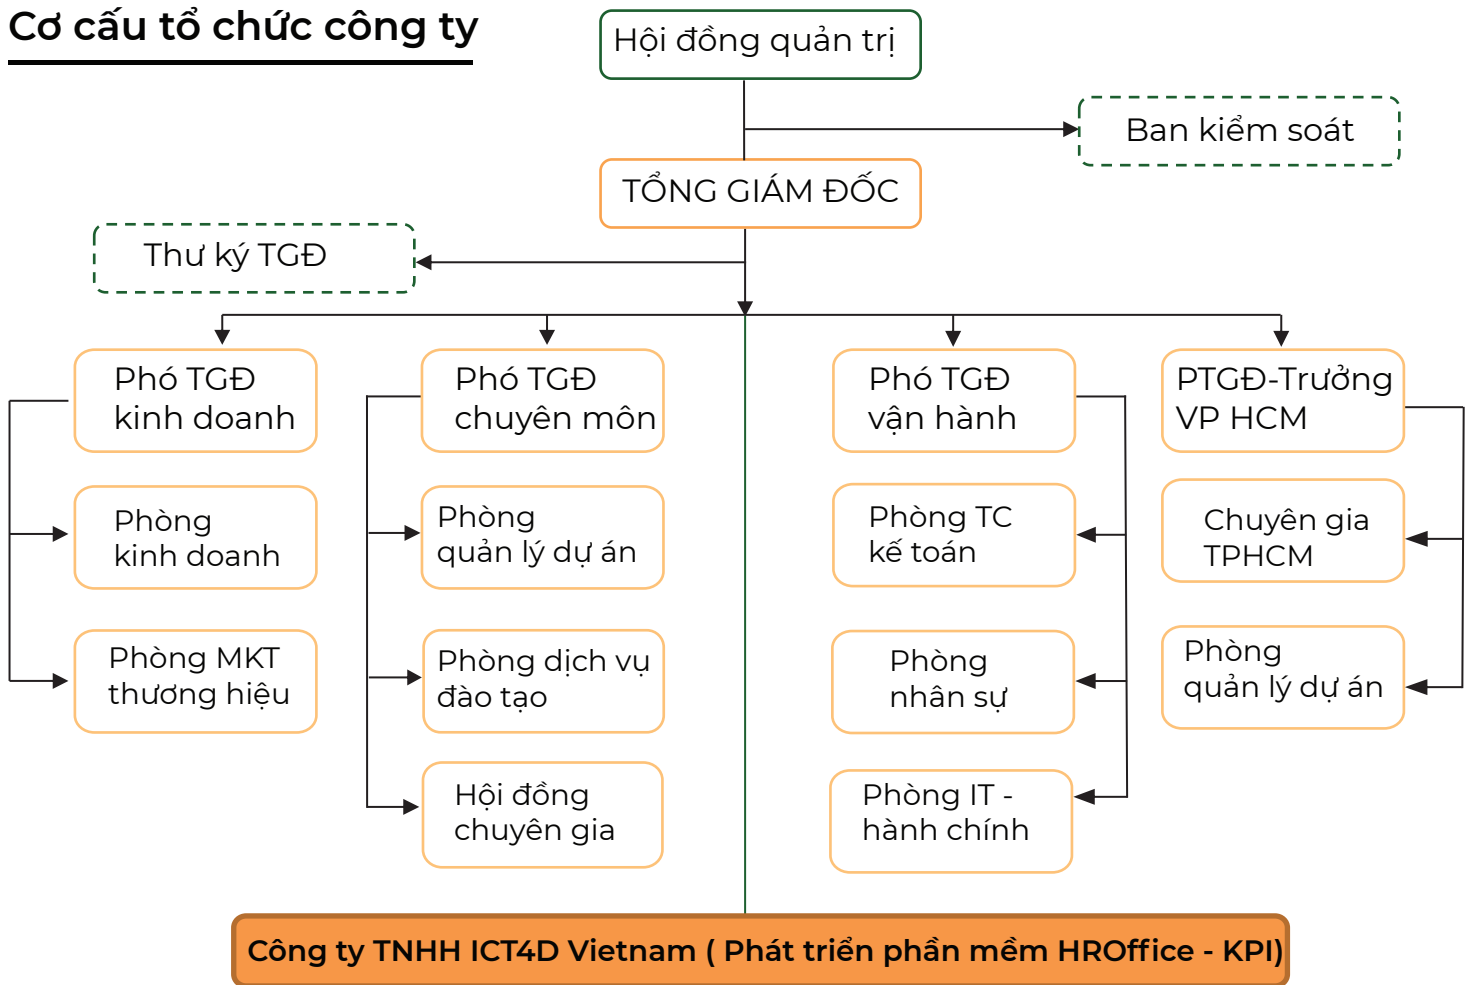 Cơ cấu tổ chức công ty
Hội đồng quản trị
Ban kiểm soát
TỔNG GIÁM ĐỐC
Thư ký TGĐ
Phó TGĐ
kinh doanh
Phó TGĐ
chuyên môn
Phó TGĐ
vận hành
PTGĐ-Trưởng
VP HCM
Phòng
kinh doanh
Phòng
quản lý dự án
Phòng TC
kế toán
Chuyên gia
TPHCM
Phòng MKT
thương hiệu
Phòng dịch vụ
đào tạo
Phòng
nhân sự
Phòng
quản lý dự án
Hội đồng
chuyên gia
Phòng IT -
hành chính
Công ty TNHH ICT4D Vietnam ( Phát triển phần mềm HROffice - KPI)